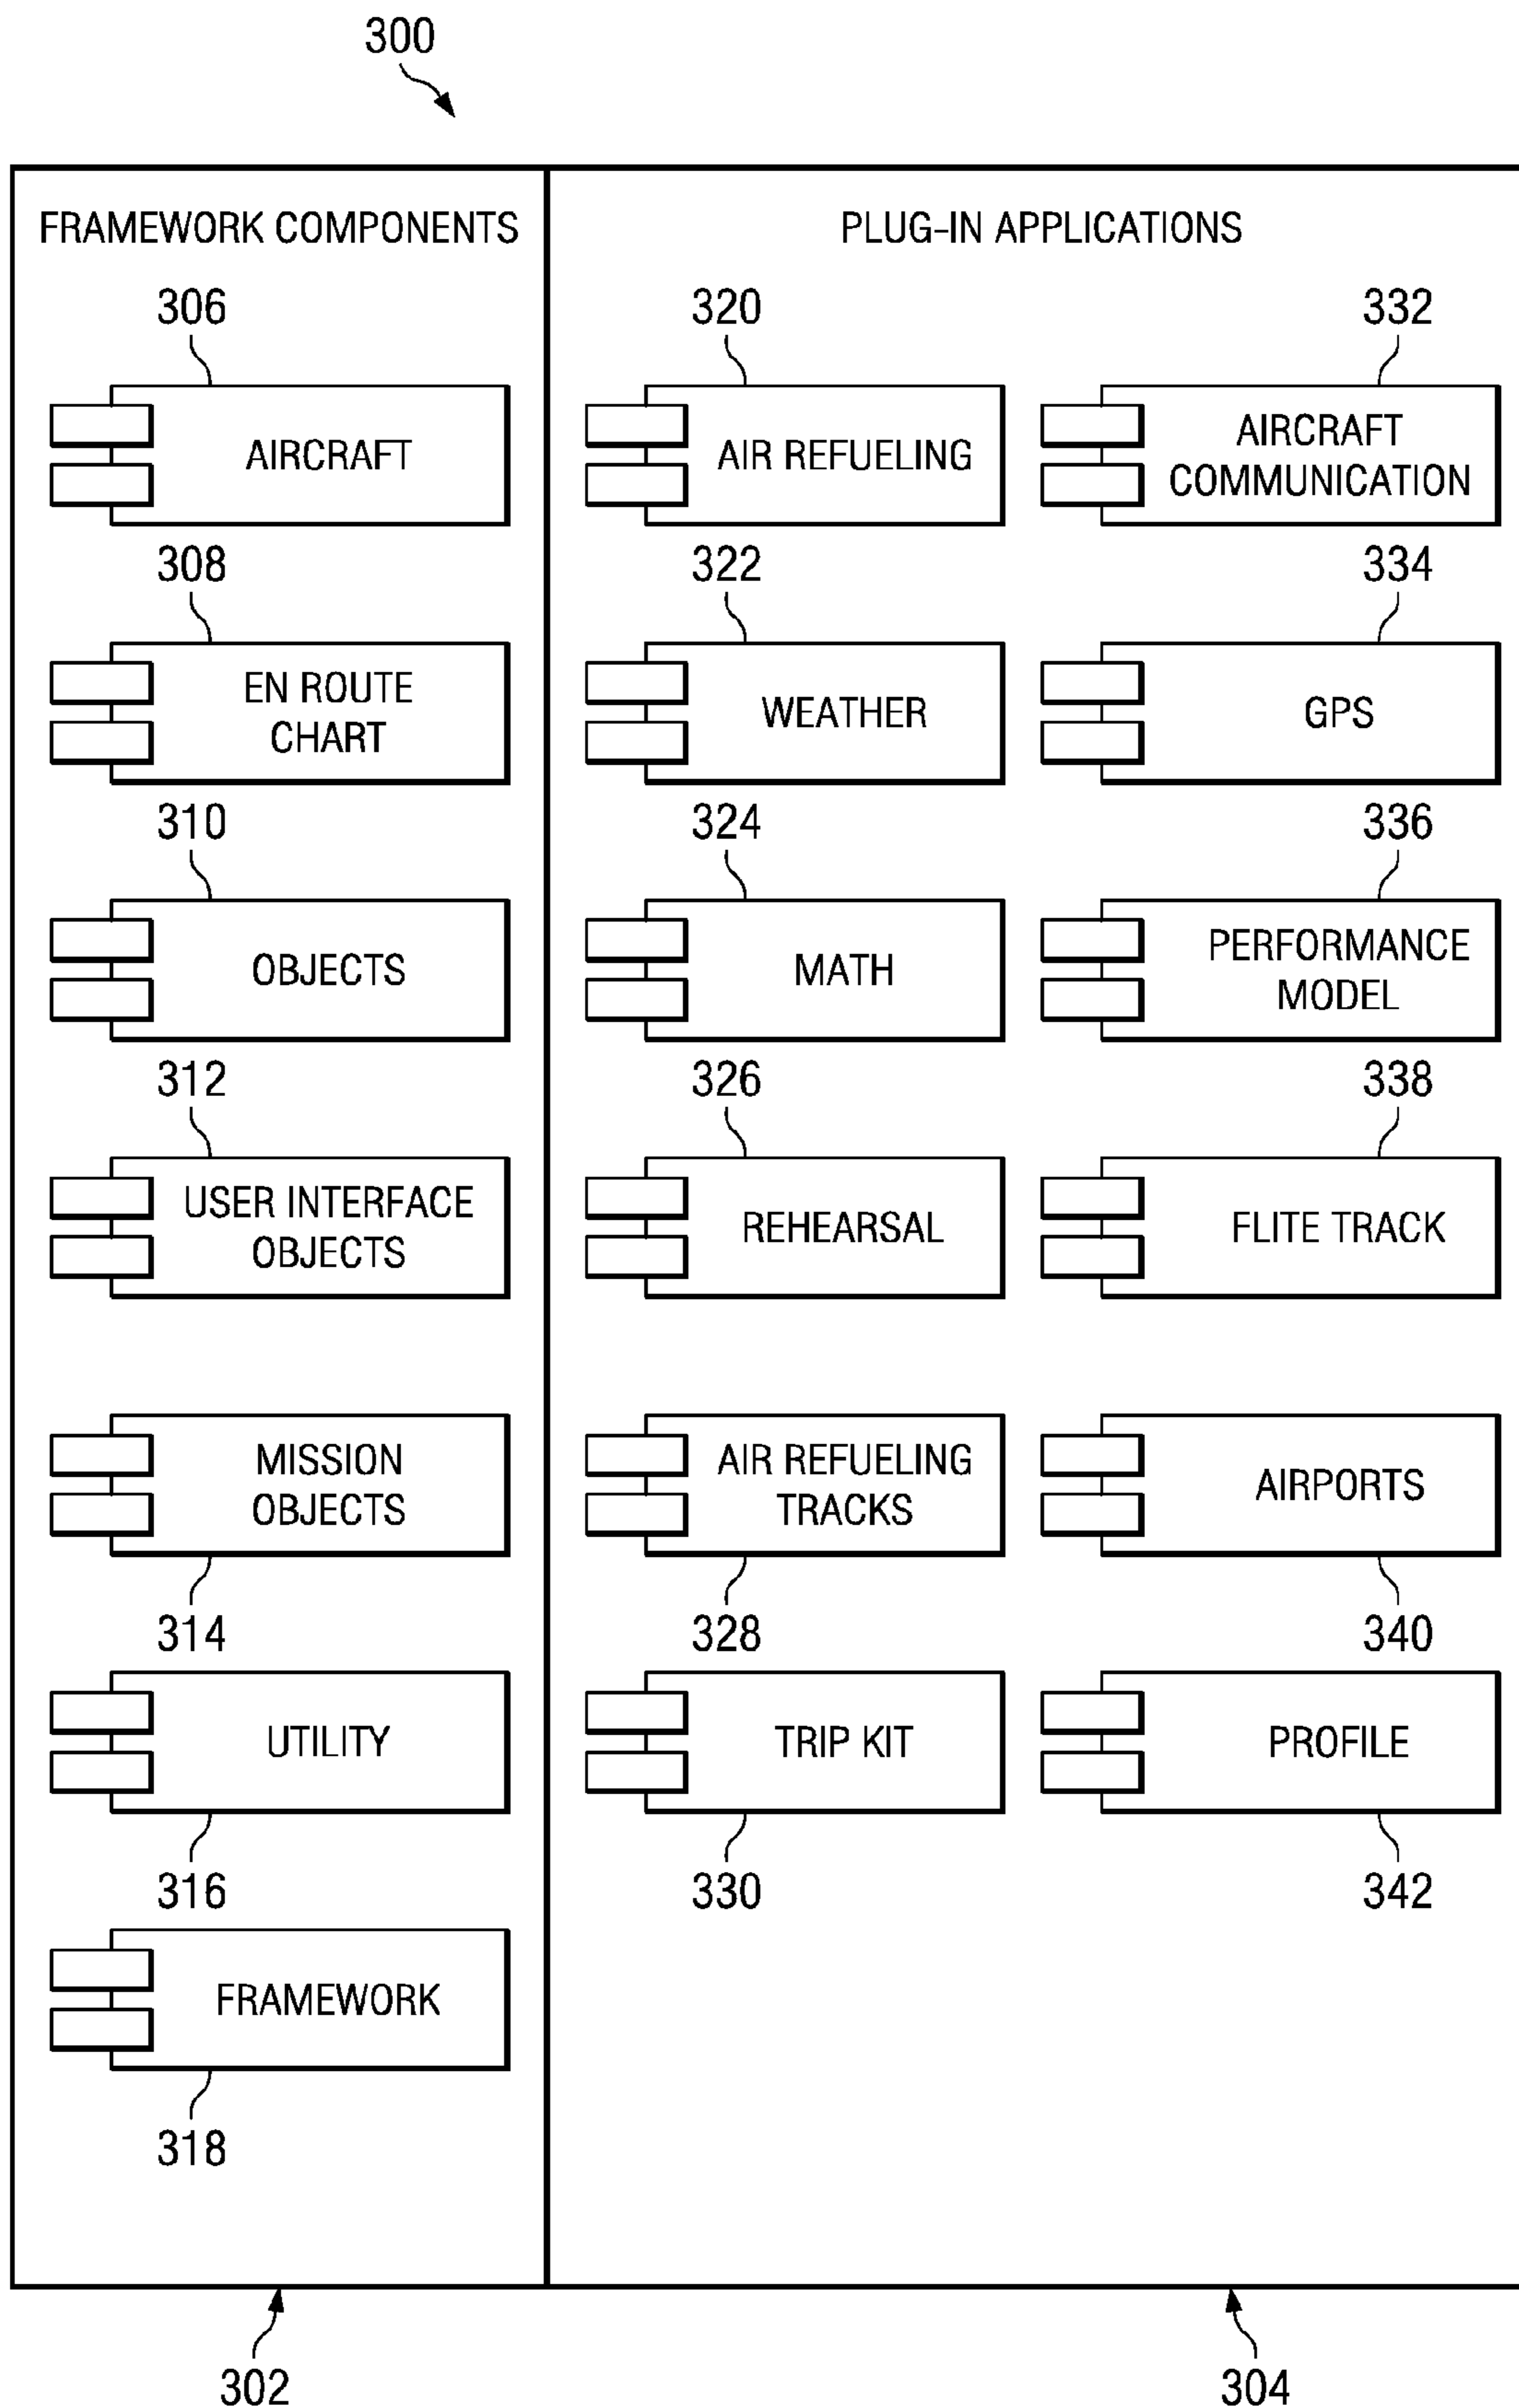 300
FRAMEWORK COMPONENTS
306
AIRCRAFT
308
EN ROUTE
CHART
310
OBJECTS
312
USER INTERFACE
OBJECTS
MISSION
OBJECTS
314
UTILITY
316
FRAMEWORK
318
302
PLUG-IN APPLICATIONS
320
AIR REFUELING
322
WEATHER
324
MATH
326
REHEARSAL
AIR REFUELING
TRACKS
328
TRIP KIT
330
332
AIRCRAFT
COMMUNICATION
334
GPS
336
PERFORMANCE
MODEL
338
FLITE TRACK
AIRPORTS
340
PROFILE
342
304